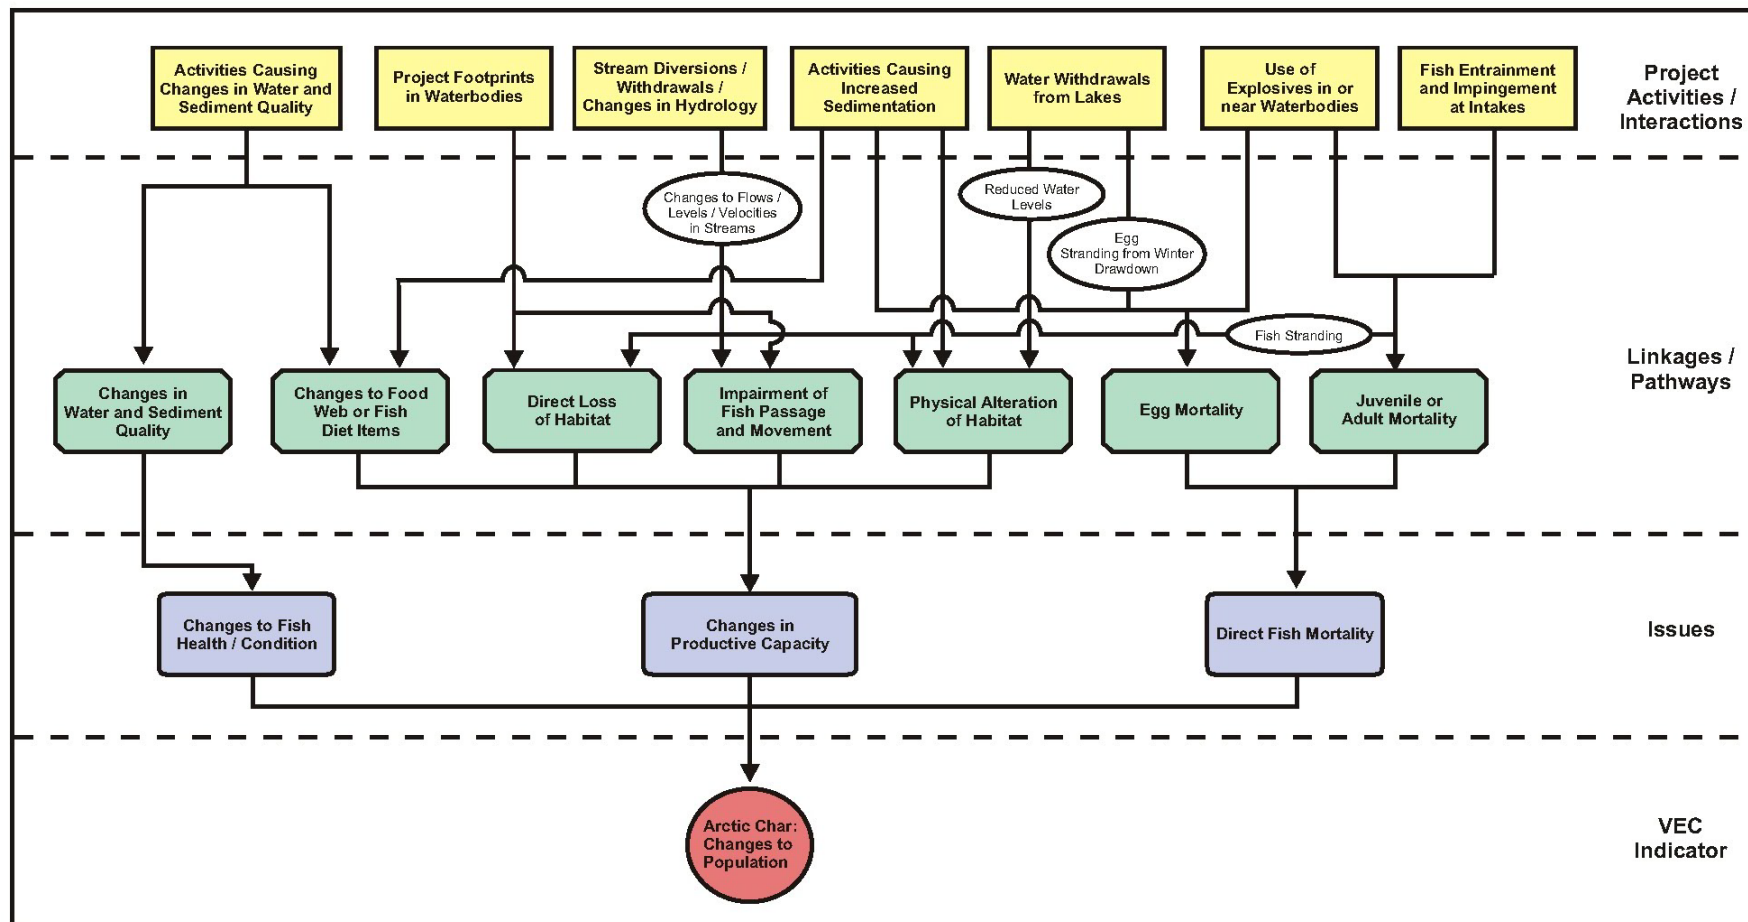 Activities Causing
Changes in Water and
Sediment Quality
Project Footprints
in Waterbodies
Stream Diversions /
Withdrawals /
Changes in Hydrology
Activities Causing
Increased
Sedimentation
Water Withdrawals
from Lakes
Use of
Explosives in or
near Waterbodies
Fish Entrainment
and Impingement
at Intakes
Project
Activities /
Interactions
Changes to Flows /
Levels / Velocities
in Streams
Reduced Water
Levels
Egg
Stranding from Winter
Drawdown
Fish Stranding
Linkages /
Pathways
Changes in
Water and Sediment
Quality
Changes to Food
Web or Fish
Diet Items
Direct Loss
of Habitat
Impairment of
Fish Passage
and Movement
Physical Alteration
of Habitat
Egg Mortality
Juvenile or
Adult Mortality
Changes to Fish
Health / Condition
Changes in
Productive Capacity
Direct Fish Mortality
Issues
Arctic Char:
Changes to
Population
VEC
Indicator